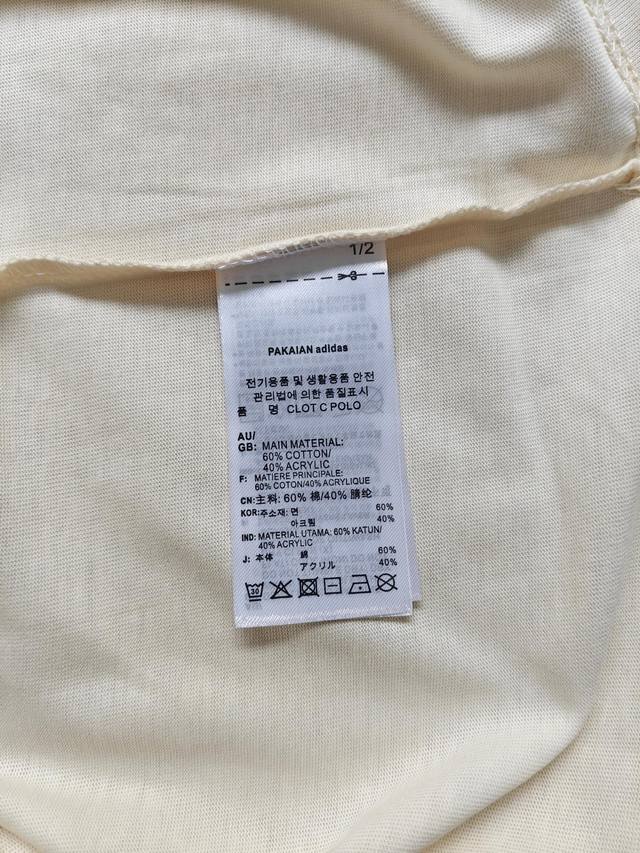 1/2
PAKAIAN adidas
전기용품 및 생활용품 안전
관리법에 의한 품질표시
품 명 CLOT C POLO
AU/
GB: MAIN MATERIAL:
60% COTTON/
40% ACRYLIC
F: MATIERE PRINCIPALE:
60% COTON/40% ACRYLIQUE
CN: 主料: 60% 棉/40% 腈纶
KOR: 주소재: 면 60%
아크릴 40%
IND: MATERIAL UTAMA: 60% KATUN/
40% ACRYLIC
J: 本体 綿 60%
アクリル 40%
30